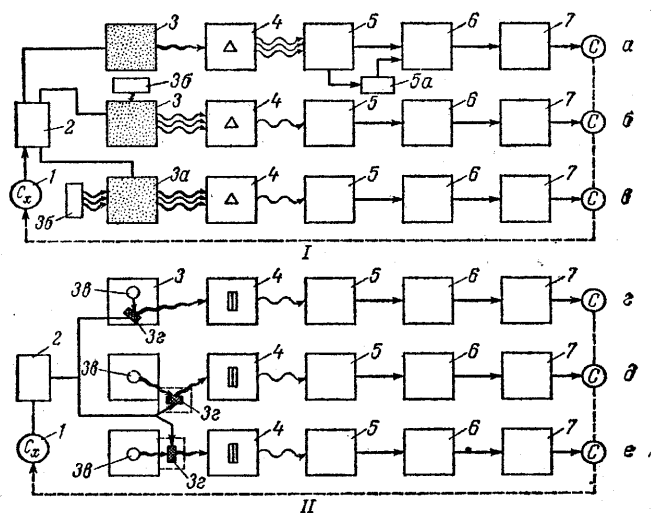 3 4 5 6 7 С а
3б 5а
3 4 5 6 7 С б
2
1 3а 4 5 6 7
Сх 3б С в
I
3 4 5 6 7
3в С г
3г
2 3в 4 5 6 7
3г С д
1 4 5 6 7
Сх 3в С е
3г
II